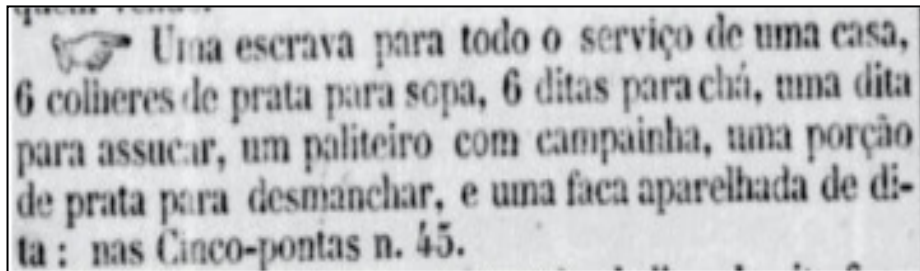 ☞ Uma escrava para todo o serviço de uma casa,
6 colheres de prata para sopa, 6 ditas para chá, uma dita
para assucar, um paliteiro com campainha, uma porção
de prata para desmanchar, e uma faca aparelhada de di-
ta : nas Cinco-pontas n. 45.